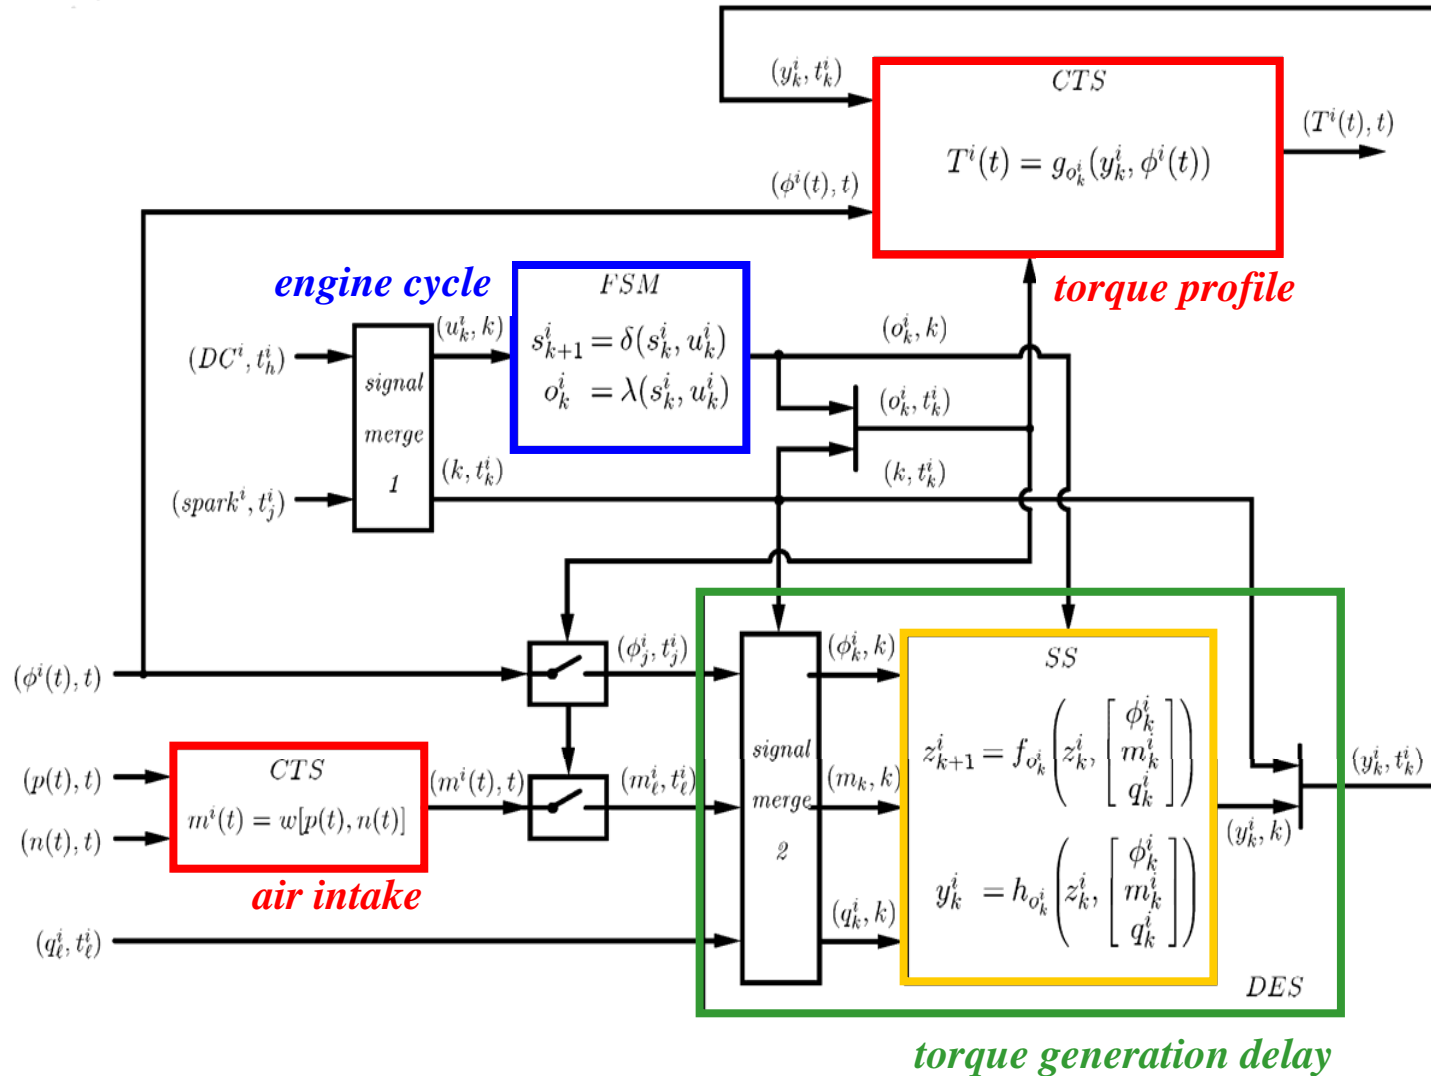 (y_k^i, t_k^i)
CTS
(T^i(t), t)
T^i(t) = g_{o_k^i}(y_k^i, ϕ^i(t))
(ϕ^i(t), t)
engine cycle
FSM
torque profile
(u_k^i, k)
(o_k^i, k)
(DC^i, t_h^i)
s_{k+1}^i = δ(s_k^i, u_k^i)
signal
o_k^i = λ(s_k^i, u_k^i)
(o_k^i, t_k^i)
merge
(k, t_k^i)
(k, t_k^i)
1
(spark^i, t_j^i)
(ϕ_j^i, t_j^i)
(ϕ_k^i, k)
SS
(ϕ^i(t), t)
z_{k+1}^i = f_{o_k^i}(z_k^i, [ϕ_k^i m_k^i q_k^i])
signal
(y_k^i, t_k^i)
CTS
(p(t), t)
(m^i(t), t)
(m_ℓ^i, t_ℓ^i)
(m_k, k)
merge
m^i(t) = w[p(t), n(t)]
(n(t), t)
(y_k^i, k)
2
air intake
y_k^i = h_{o_k^i}(z_k^i, [ϕ_k^i m_k^i q_k^i])
(q_k^i, k)
(q_ℓ^i, t_ℓ^i)
DES
torque generation delay